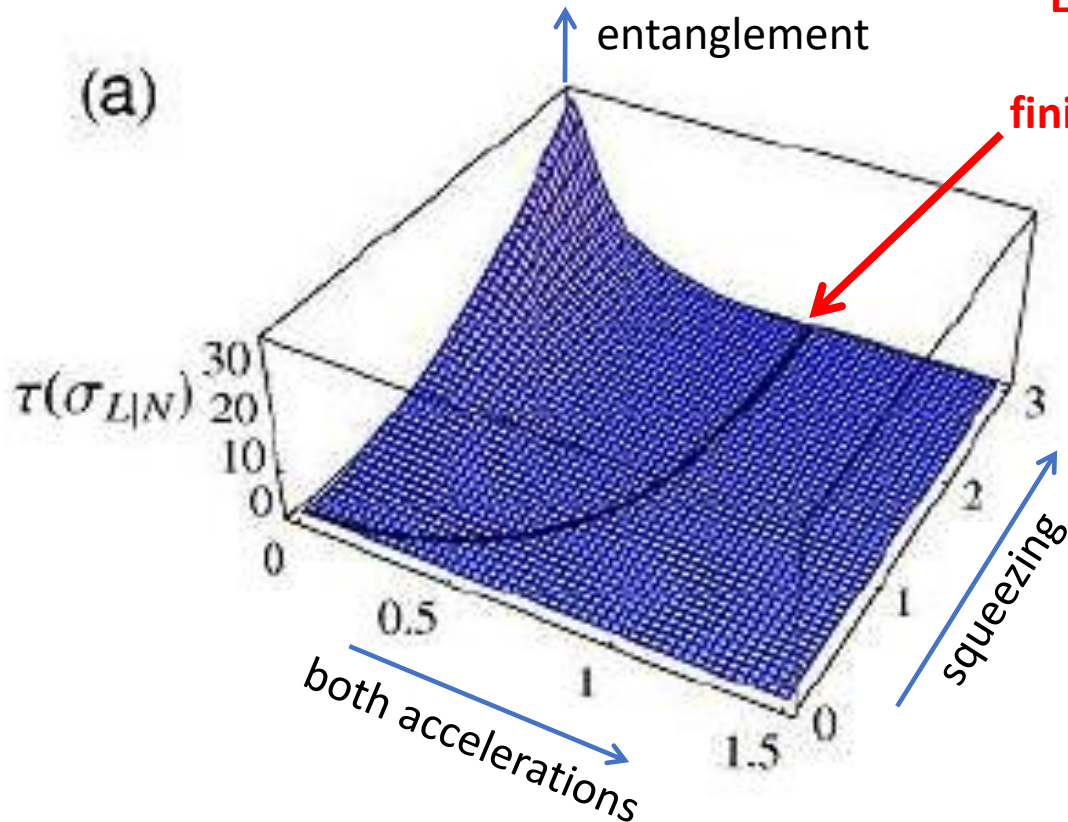 entanglement
(a)
30
τ(σL|N) 20
10
0
0
0.5
1
1.5
0
1
2
3
both accelerations
squeezing